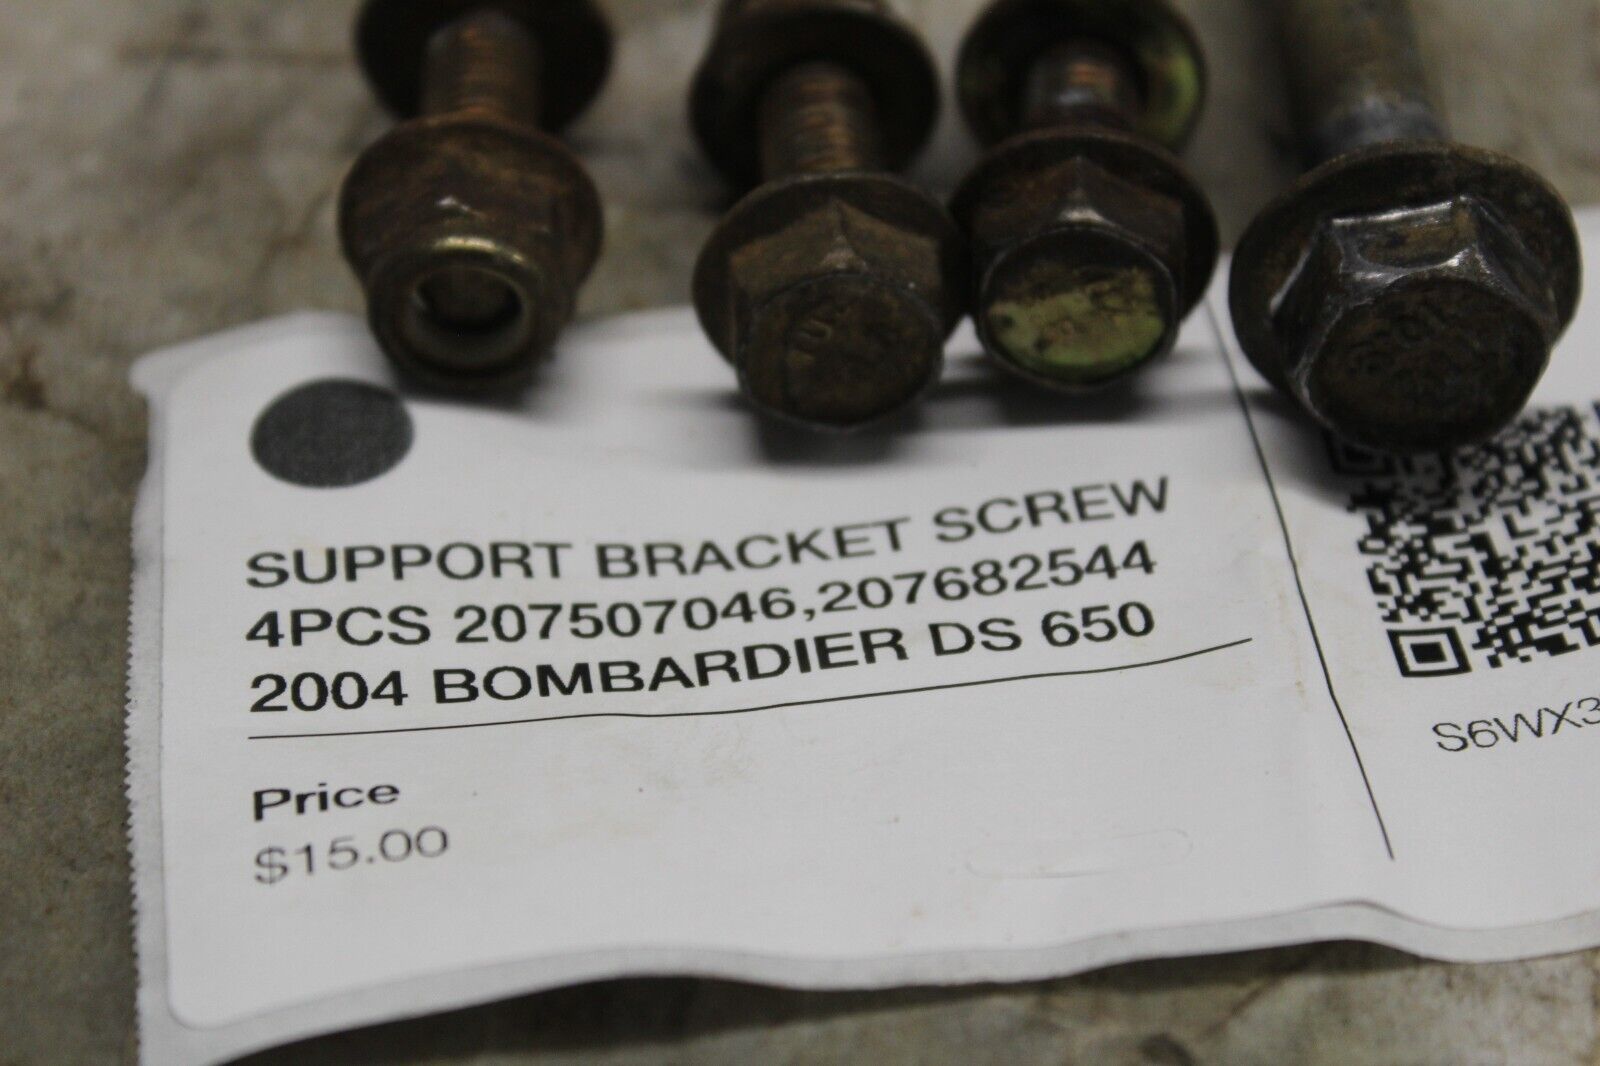 SUPPORT BRACKET SCREW
4PCS 207507046,207682544
2004 BOMBARDIER DS 650
Price
$15.00
S6WX3